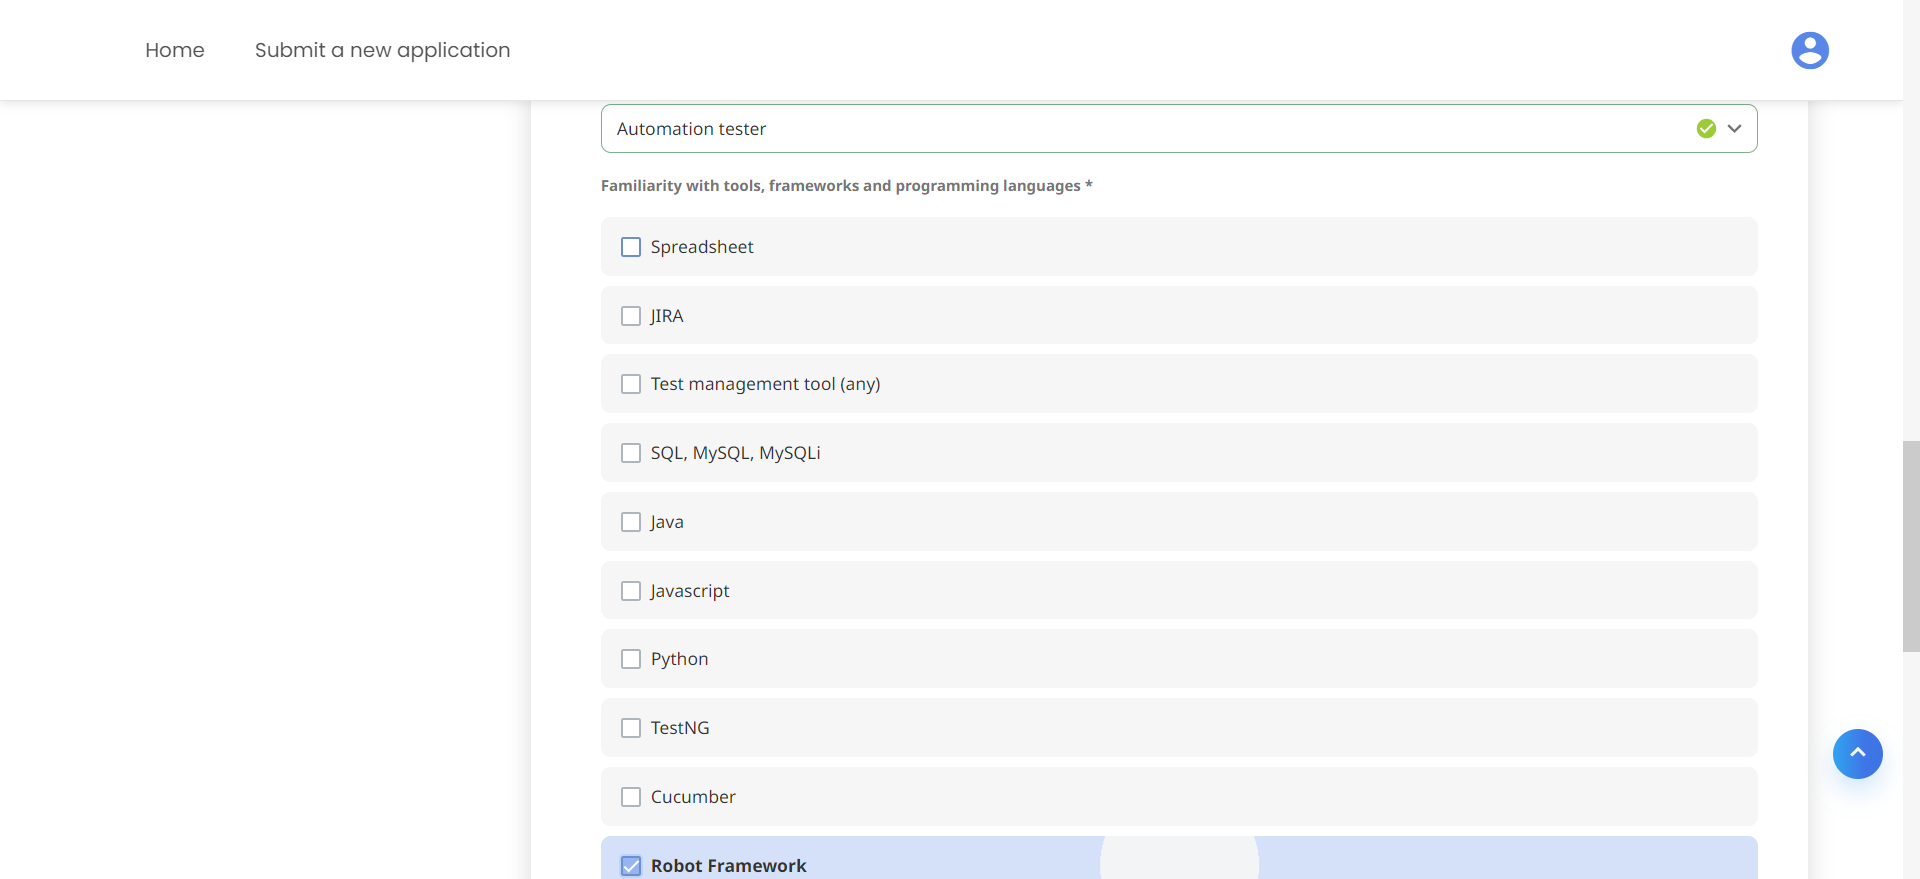 Home
Submit a new application
Automation tester
Familiarity with tools, frameworks and programming languages *
Spreadsheet
JIRA
Test management tool (any)
SQL, MySQL, MySQLi
Java
Javascript
Python
TestNG
Cucumber
Robot Framework